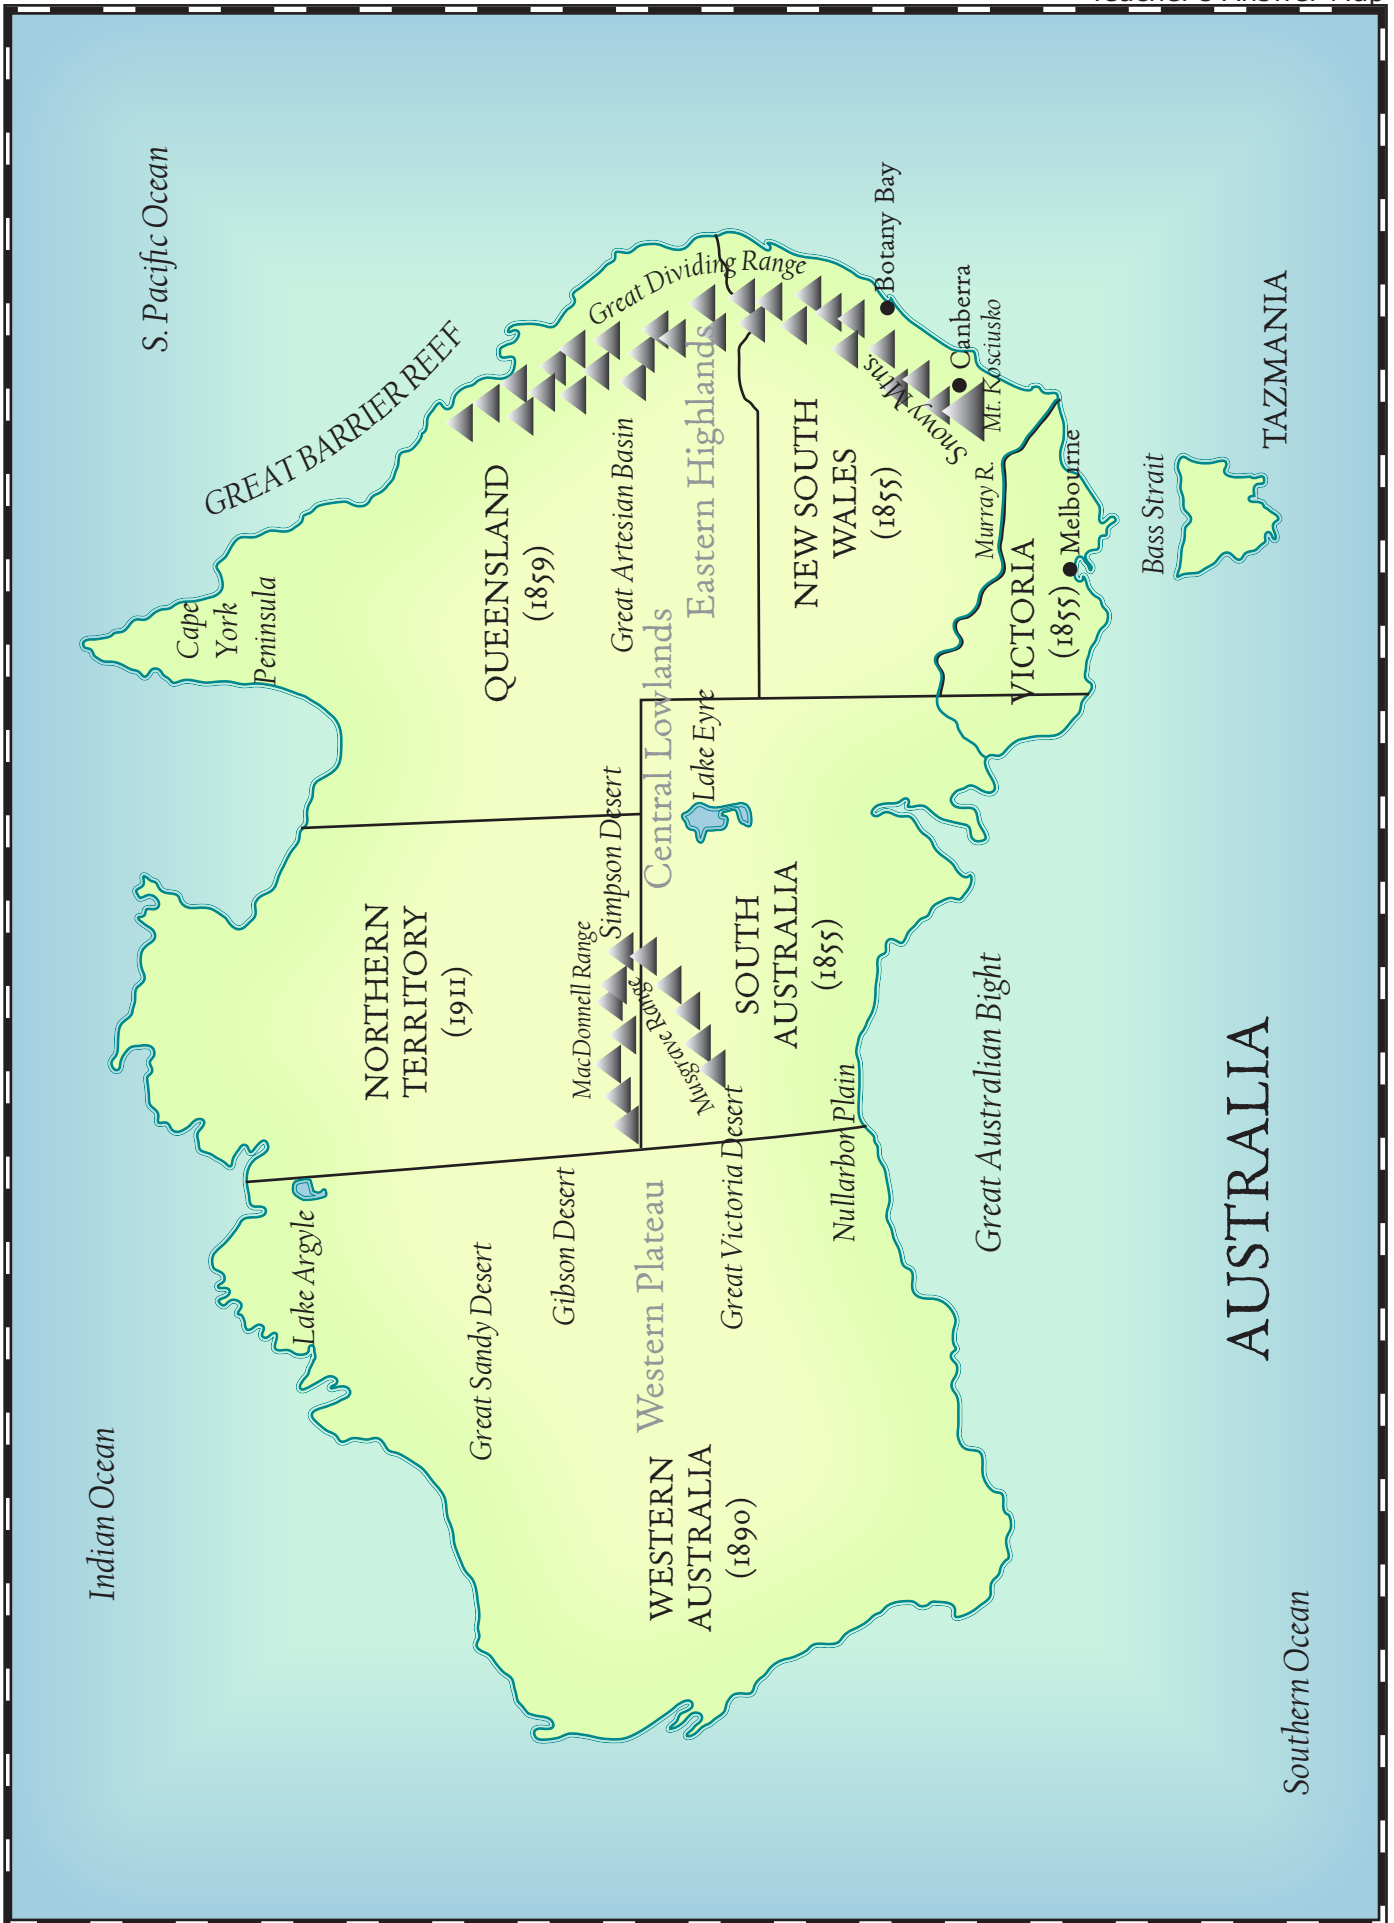 Teacher's Answer Map
Indian Ocean
S. Pacific Ocean
GREAT BARRIER REEF
Cape
York
Peninsula
Lake Argyle
NORTHERN
TERRITORY
(1911)
QUEENSLAND
(1859)
Great Sandy Desert
Gibson Desert
MacDonnell Range
Simpson Desert
Great Artesian Basin
Great Dividing Range
Western Plateau
Central Lowlands
Eastern Highlands
Musgrave Range
Lake Eyre
WESTERN
AUSTRALIA
(1890)
Great Victoria Desert
SOUTH
AUSTRALIA
(1855)
Nullarbor Plain
NEW SOUTH
WALES
(1855)
Snowy Mtns.
Botany Bay
Canberra
Mt. Kosciusko
Murray R.
VICTORIA
(1855)
Melbourne
Great Australian Bight
Bass Strait
TAZMANIA
AUSTRALIA
Southern Ocean